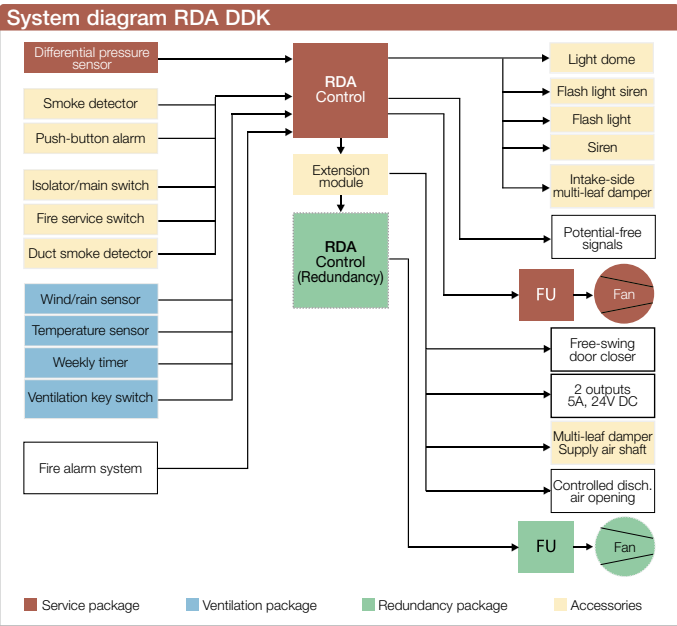 System diagram RDA DDK
Differential pressure
sensor
Smoke detector
Push-button alarm
Isolator/main switch
Fire service switch
Duct smoke detector
Wind/rain sensor
Temperature sensor
Weekly timer
Ventilation key switch
Fire alarm system
RDA
Control
Extension
module
RDA
Control
(Redundancy)
Light dome
Flash light siren
Flash light
Siren
Intake-side
multi-leaf damper
Potential-free
signals
FU
Fan
Free-swing
door closer
2 outputs
5A, 24V DC
Multi-leaf damper
Supply air shaft
Controlled disch.
air opening
FU
Fan
Service package
Ventilation package
Redundancy package
Accessories